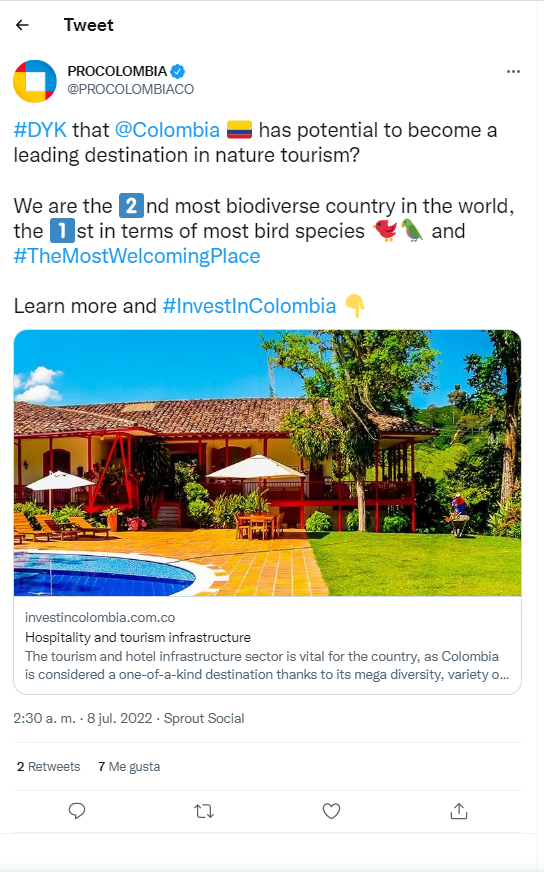 Tweet
PROCOLOMBIA
@PROCOLOMBIACO
#DYK that @Colombia 🇨🇴 has potential to become a
leading destination in nature tourism?
We are the 2️⃣nd most biodiverse country in the world,
the 1️⃣st in terms of most bird species 🐦🦜 and
#TheMostWelcomingPlace
Learn more and #InvestInColombia 👇
investincolombia.com.co
Hospitality and tourism infrastructure
The tourism and hotel infrastructure sector is vital for the country, as Colombia
is considered a one-of-a-kind destination thanks to its mega diversity, variety o...
2:30 a. m. · 8 jul. 2022 · Sprout Social
2 Retweets 7 Me gusta